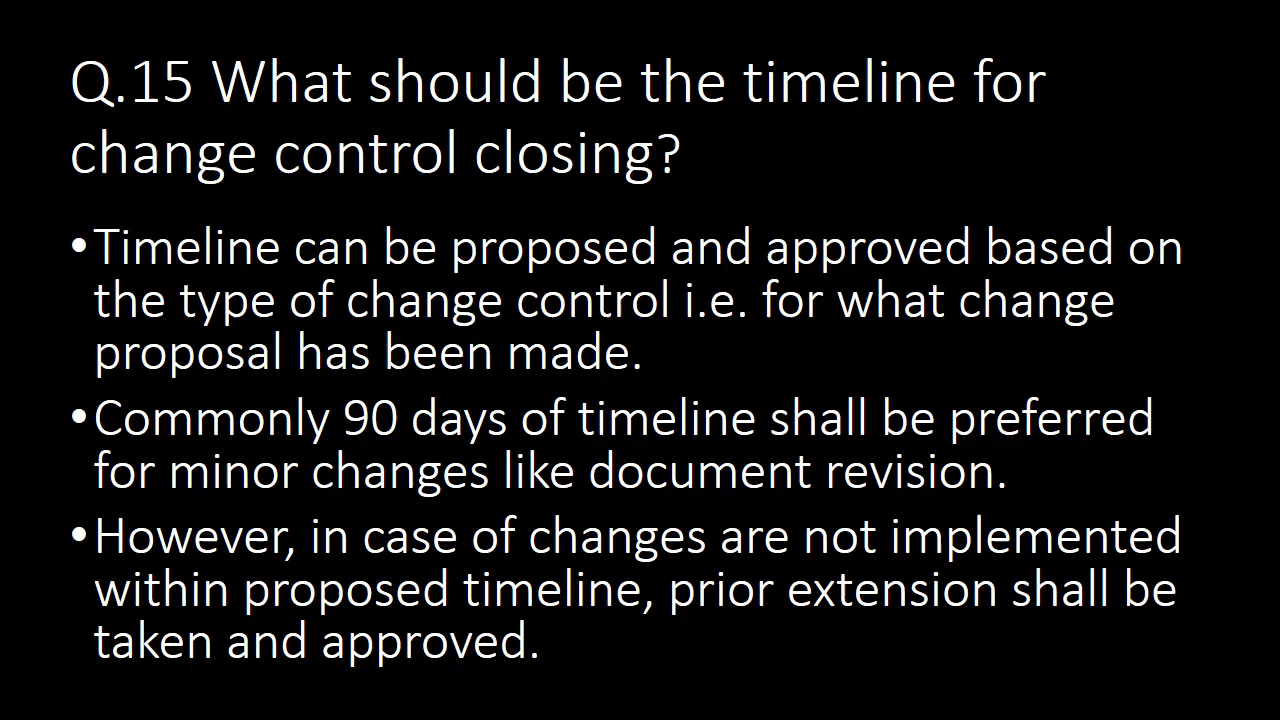 Q.15 What should be the timeline for
change control closing?
•Timeline can be proposed and approved based on
the type of change control i.e. for what change
proposal has been made.
•Commonly 90 days of timeline shall be preferred
for minor changes like document revision.
•However, in case of changes are not implemented
within proposed timeline, prior extension shall be
taken and approved.